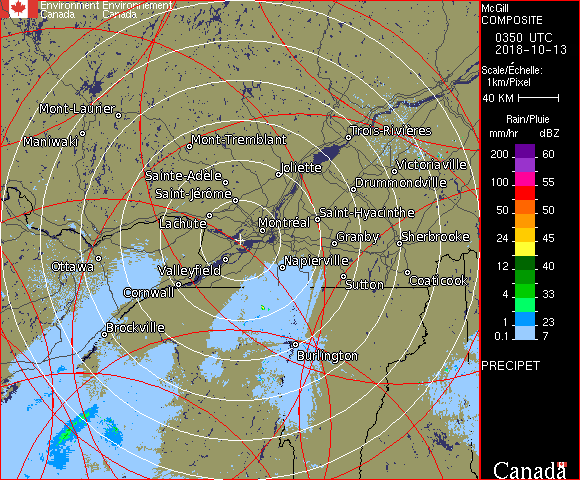 Environment Environnement
Canada Canada
McGill
COMPOSITE
0350 UTC
2018-10-13
Scale/Échelle:
1km/Pixel
40 KM
Rain/Pluie
mm/hr dBZ
200 60
150 57
100 55
50 50
24 45
12 40
4 33
1 23
0.1 7
PRECIPET
Canada
Mont-Laurier
Maniwaki
Mont-Tremblant
Trois-Rivières
Sainte-Adèle
Joliette
Victoriaville
Saint-Jérôme
Drummondville
Lachute
Montréal
Saint-Hyacinthe
Granby
Sherbrooke
Ottawa
Valleyfield
Napierville
Cornwall
Sutton
Coaticook
Brockville
Burlington